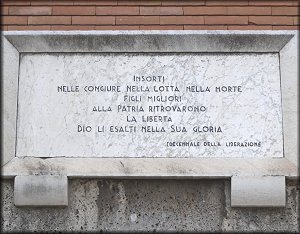 INSORTI
NELLE CONGIURE NELLA LOTTA NELLA MORTE
FIGLI MIGLIORI
ALLA PATRIA RITROVARONO
LA LIBERTA
DIO LI ESALTI NELLA SUA GLORIA
DECENNALE DELLA LIBERAZIONE